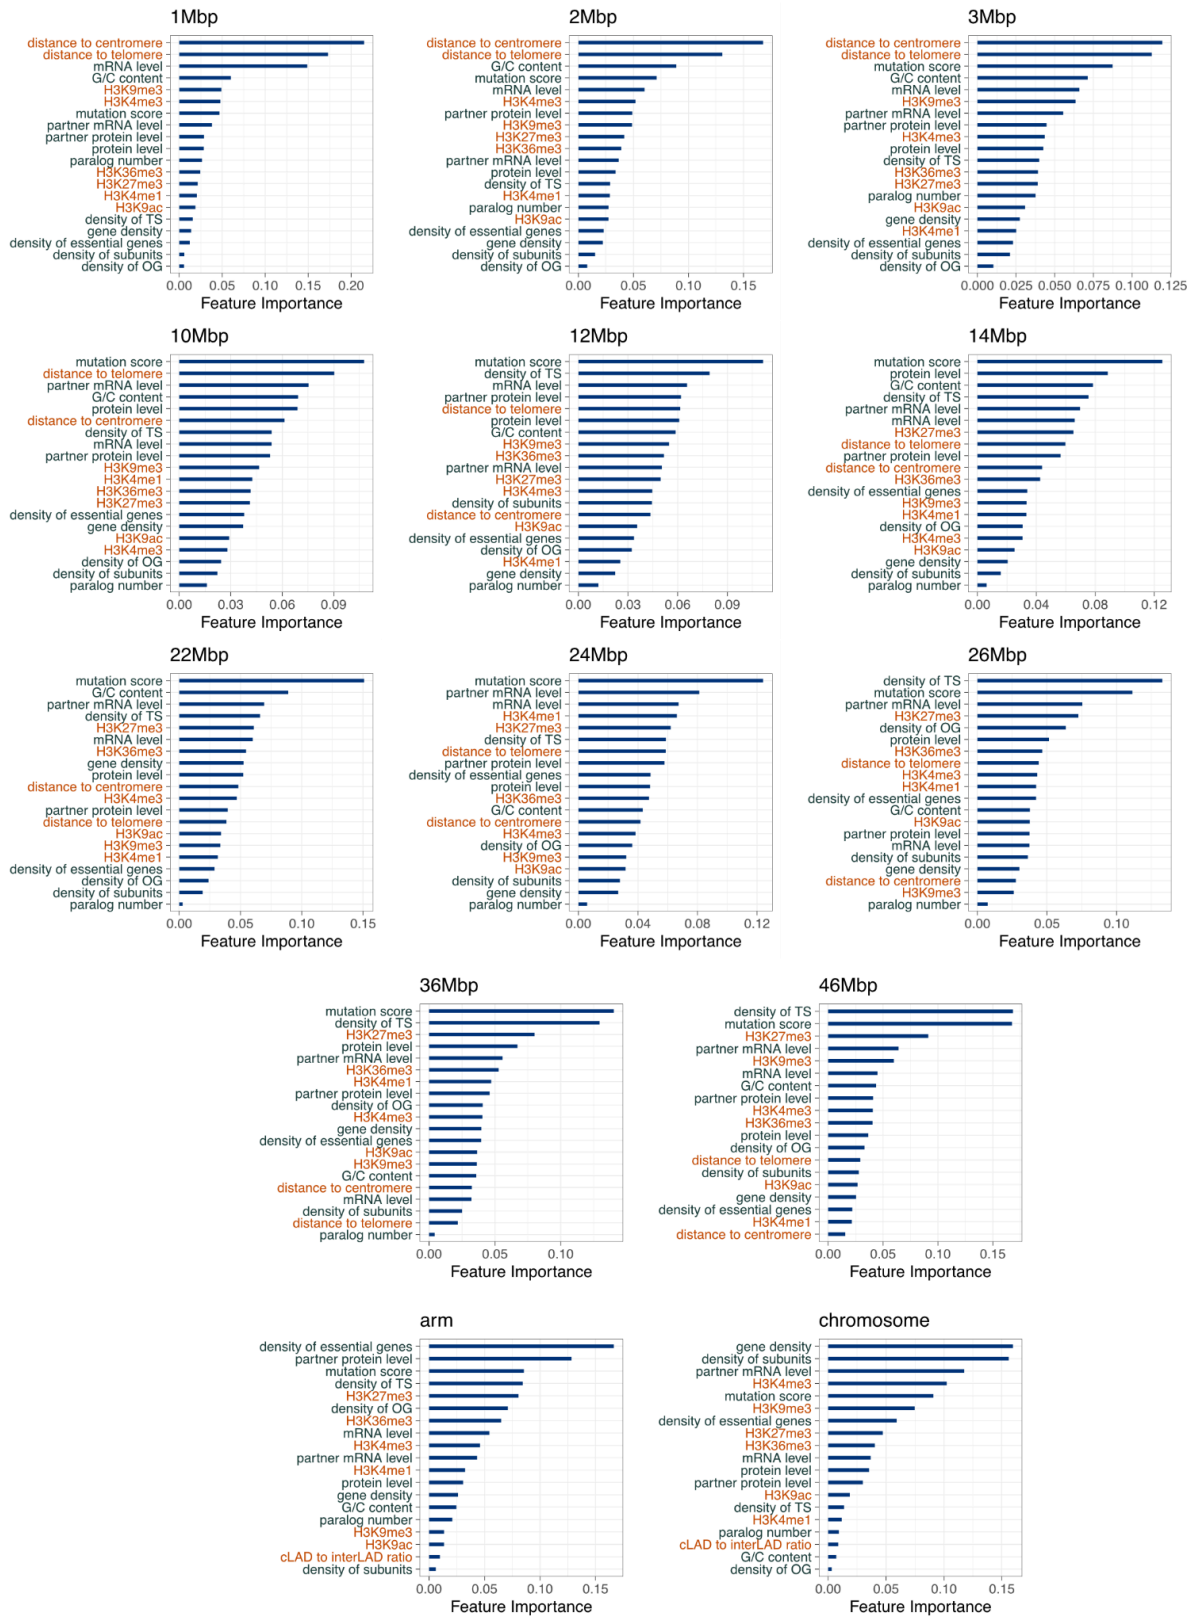 1Mbp
distance to centromere
distance to telomere
mRNA level
G/C content
H3K9me3
H3K4me3
mutation score
partner mRNA level
partner protein level
protein level
paralog number
H3K36me3
H3K27me3
H3K4me1
H3K9ac
density of TS
gene density
density of essential genes
density of subunits
density of OG
0.00 0.05 0.10 0.15 0.20
Feature Importance
2Mbp
distance to centromere
distance to telomere
G/C content
mutation score
mRNA level
H3K4me3
partner protein level
H3K9me3
H3K27me3
H3K36me3
partner mRNA level
protein level
density of TS
H3K4me1
paralog number
H3K9ac
density of essential genes
gene density
density of subunits
density of OG
0.00 0.05 0.10 0.15
Feature Importance
3Mbp
distance to centromere
distance to telomere
mutation score
G/C content
mRNA level
H3K9me3
partner mRNA level
partner protein level
H3K4me3
protein level
density of TS
H3K36me3
H3K27me3
paralog number
H3K9ac
gene density
H3K4me1
density of essential genes
density of subunits
density of OG
0.000 0.025 0.050 0.075 0.100 0.125
Feature Importance
10Mbp
mutation score
distance to telomere
partner mRNA level
G/C content
protein level
distance to centromere
density of TS
mRNA level
partner protein level
H3K9me3
H3K4me1
H3K36me3
H3K27me3
density of essential genes
gene density
H3K9ac
H3K4me3
density of OG
density of subunits
paralog number
0.00 0.03 0.06 0.09
Feature Importance
12Mbp
mutation score
density of TS
mRNA level
partner protein level
distance to telomere
protein level
G/C content
H3K9me3
H3K36me3
partner mRNA level
H3K27me3
H3K4me3
density of subunits
distance to centromere
H3K9ac
density of essential genes
density of OG
H3K4me1
gene density
paralog number
0.00 0.03 0.06 0.09
Feature Importance
14Mbp
mutation score
protein level
G/C content
density of TS
partner mRNA level
mRNA level
H3K27me3
distance to telomere
partner protein level
distance to centromere
H3K36me3
density of essential genes
H3K9me3
H3K4me1
density of OG
H3K4me3
H3K9ac
gene density
density of subunits
paralog number
0.00 0.04 0.08 0.12
Feature Importance
22Mbp
mutation score
G/C content
partner mRNA level
density of TS
H3K27me3
mRNA level
H3K36me3
gene density
protein level
distance to centromere
H3K4me3
partner protein level
distance to telomere
H3K9ac
H3K9me3
H3K4me1
density of essential genes
density of OG
density of subunits
paralog number
0.00 0.05 0.10 0.15
Feature Importance
24Mbp
mutation score
partner mRNA level
mRNA level
H3K4me1
H3K27me3
density of TS
distance to telomere
partner protein level
density of essential genes
protein level
H3K36me3
G/C content
distance to centromere
H3K4me3
density of OG
H3K9me3
H3K9ac
density of subunits
gene density
paralog number
0.00 0.04 0.08 0.12
Feature Importance
26Mbp
density of TS
mutation score
partner mRNA level
H3K27me3
density of OG
protein level
H3K36me3
distance to telomere
H3K4me3
H3K4me1
density of essential genes
G/C content
H3K9ac
partner protein level
mRNA level
density of subunits
gene density
distance to centromere
H3K9me3
paralog number
0.00 0.05 0.10
Feature Importance
36Mbp
mutation score
density of TS
H3K27me3
protein level
partner mRNA level
H3K36me3
H3K4me1
partner protein level
density of OG
H3K4me3
gene density
density of essential genes
H3K9ac
H3K9me3
G/C content
distance to centromere
mRNA level
density of subunits
distance to telomere
paralog number
0.00 0.05 0.10
Feature Importance
46Mbp
density of TS
mutation score
H3K27me3
partner mRNA level
H3K9me3
mRNA level
G/C content
partner protein level
H3K4me3
H3K36me3
protein level
density of OG
distance to telomere
density of subunits
H3K9ac
gene density
density of essential genes
H3K4me1
distance to centromere
0.00 0.05 0.10 0.15
Feature Importance
arm
density of essential genes
partner protein level
mutation score
density of TS
H3K27me3
density of OG
H3K36me3
mRNA level
H3K4me3
partner mRNA level
H3K4me1
protein level
gene density
G/C content
paralog number
H3K9me3
H3K9ac
cLAD to interLAD ratio
density of subunits
0.00 0.05 0.10 0.15
Feature Importance
chromosome
gene density
density of subunits
partner mRNA level
H3K4me3
mutation score
H3K9me3
density of essential genes
H3K27me3
H3K36me3
mRNA level
protein level
partner protein level
H3K9ac
density of TS
H3K4me1
paralog number
cLAD to interLAD ratio
G/C content
density of OG
0.00 0.05 0.10 0.15
Feature Importance